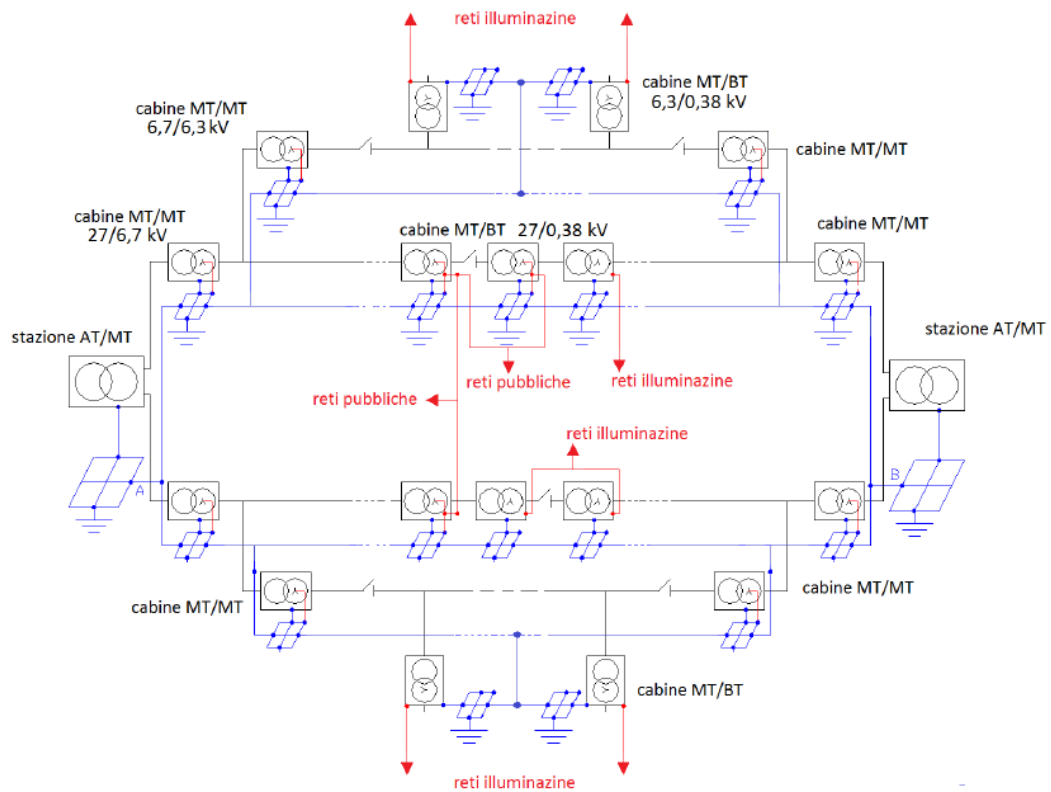 reti illuminazine
cabine MT/BT
6,3/0,38 kV
cabine MT/MT
6,7/6,3 kV
cabine MT/MT
cabine MT/MT
27/6,7 kV
cabine MT/BT 27/0,38 kV
cabine MT/MT
stazione AT/MT
stazione AT/MT
reti pubbliche
reti illuminazine
reti pubbliche
reti illuminazine
A
B
cabine MT/MT
cabine MT/MT
cabine MT/BT
reti illuminazine